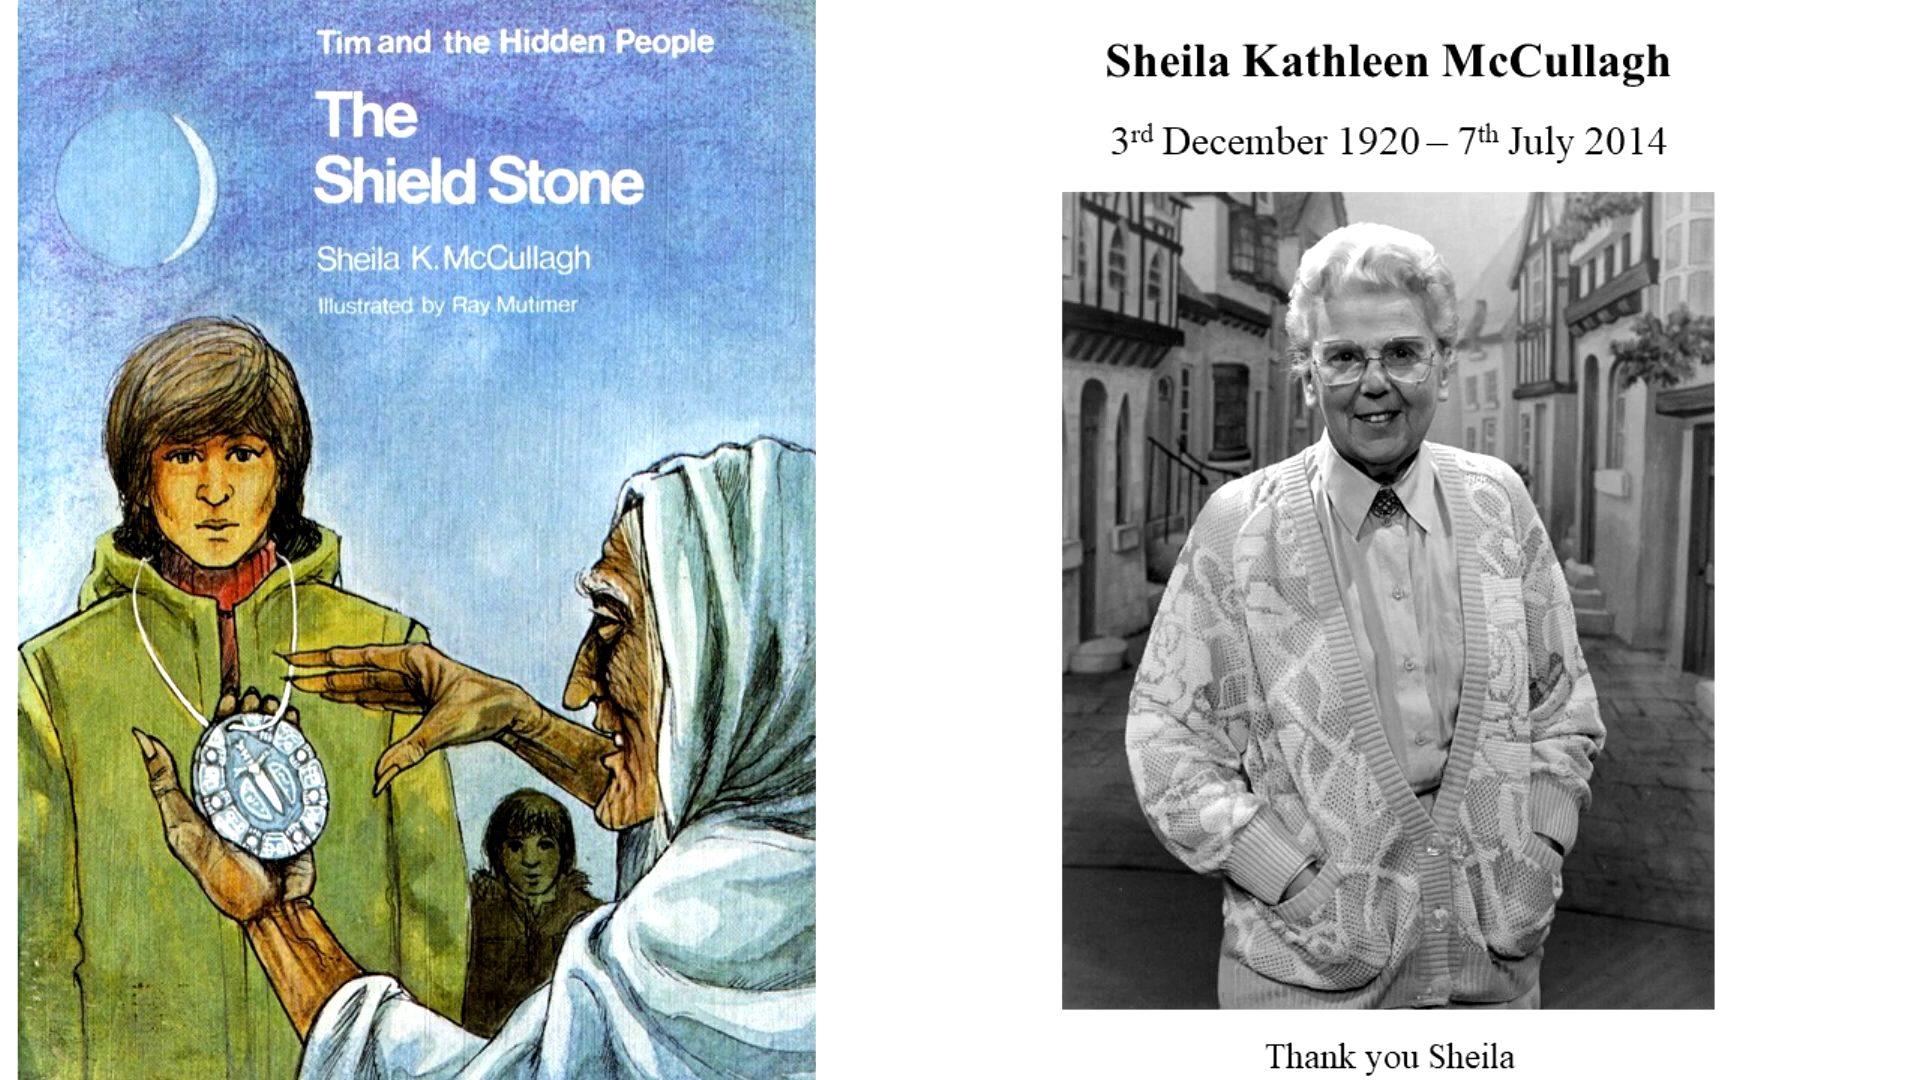 Tim and the Hidden People
The
Shield Stone
Sheila K. McCullagh
Illustrated by Ray Mutimer
Sheila Kathleen McCullagh
3rd December 1920 – 7th July 2014
Thank you Sheila